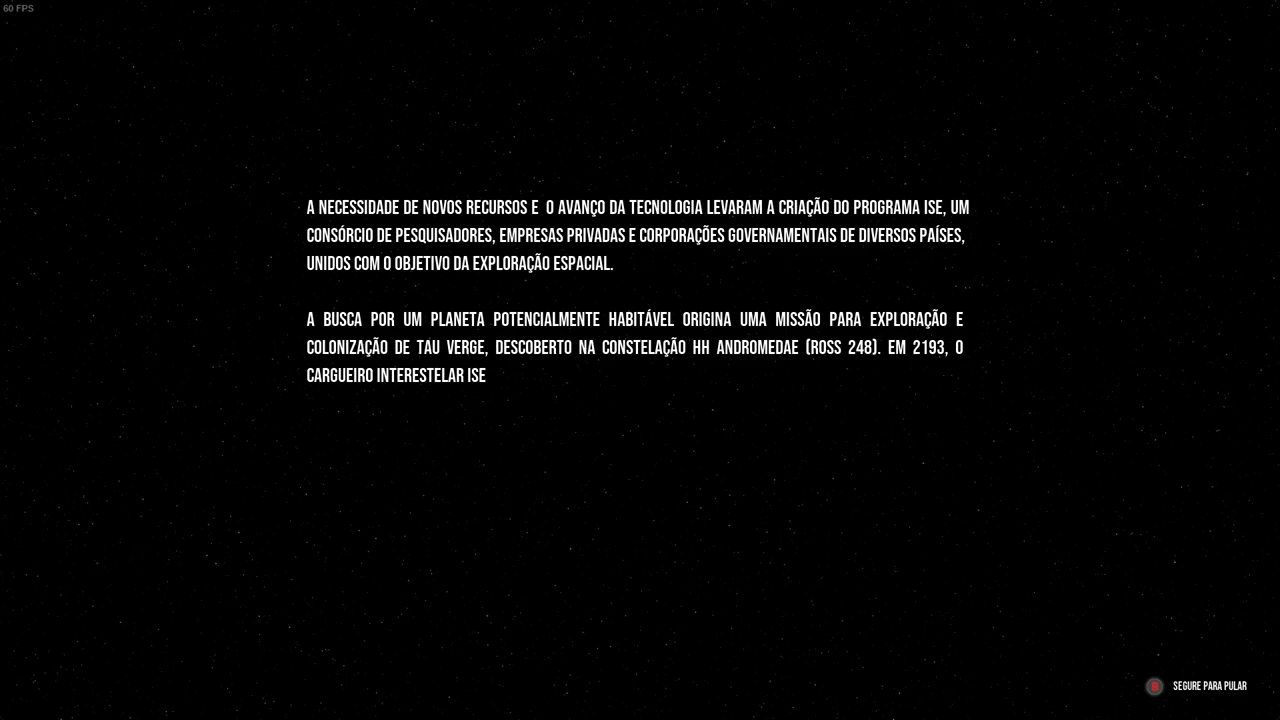 60 FPS
A NECESSIDADE DE NOVOS RECURSOS E  O AVANÇO DA TECNOLOGIA LEVARAM A CRIAÇÃO DO PROGRAMA ISE, UM
CONSÓRCIO DE PESQUISADORES, EMPRESAS PRIVADAS E CORPORAÇÕES GOVERNAMENTAIS DE DIVERSOS PAÍSES,
UNIDOS COM O OBJETIVO DA EXPLORAÇÃO ESPACIAL.
A BUSCA POR UM PLANETA POTENCIALMENTE HABITÁVEL ORIGINA UMA MISSÃO PARA EXPLORAÇÃO E
COLONIZAÇÃO DE TAU VERGE, DESCOBERTO NA CONSTELAÇÃO HH ANDROMEDAE (ROSS 248). EM 2193, O
CARGUEIRO INTERESTELAR ISE
B SEGURE PARA PULAR